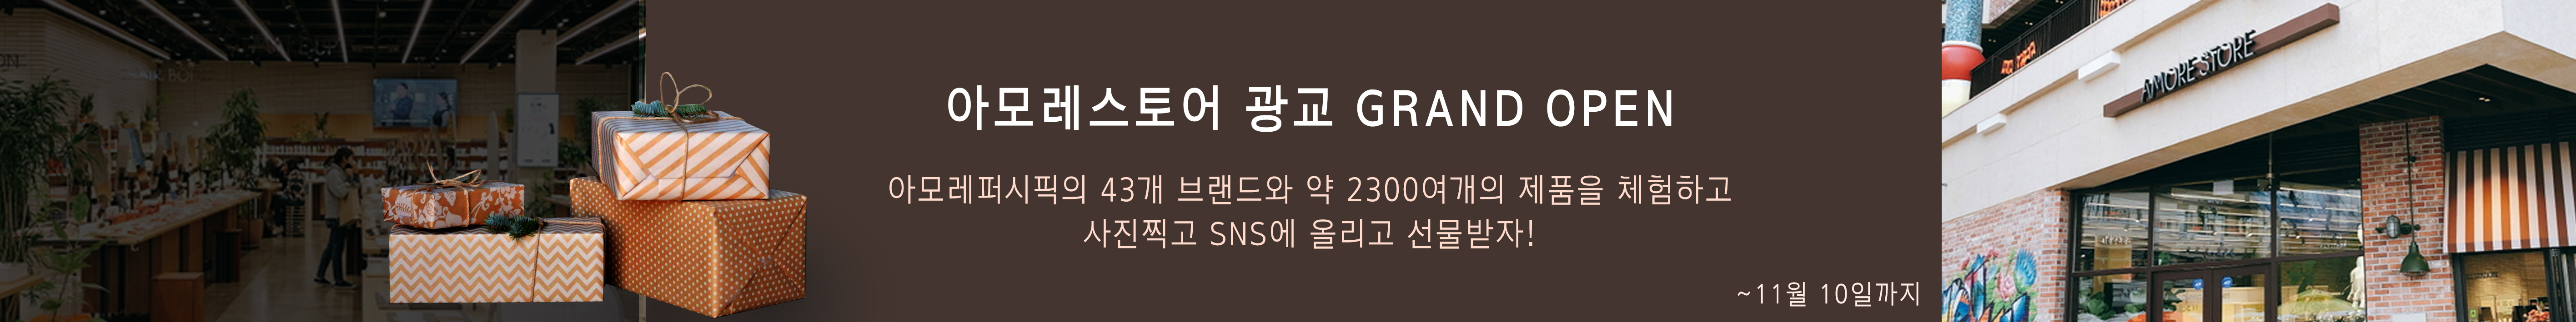 아모레스토어 광교 GRAND OPEN
아모레퍼시픽의 43개 브랜드와 약 2300여개의 제품을 체험하고
사진찍고 SNS에 올리고 선물받자!
~11월 10일까지
AMORE STORE